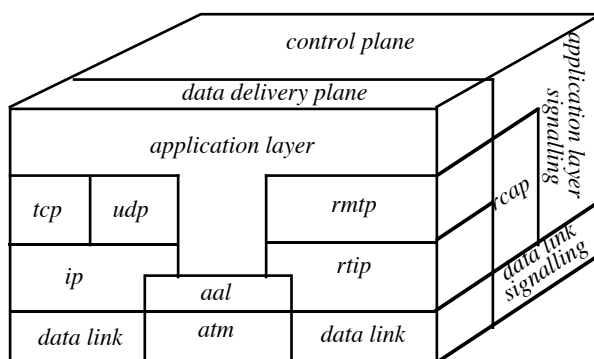 control plane
data delivery plane
application layer
signalling
application layer
tcp
udp
rmtp
rcap
ip
rtip
aal
data link
signalling
data link
atm
data link